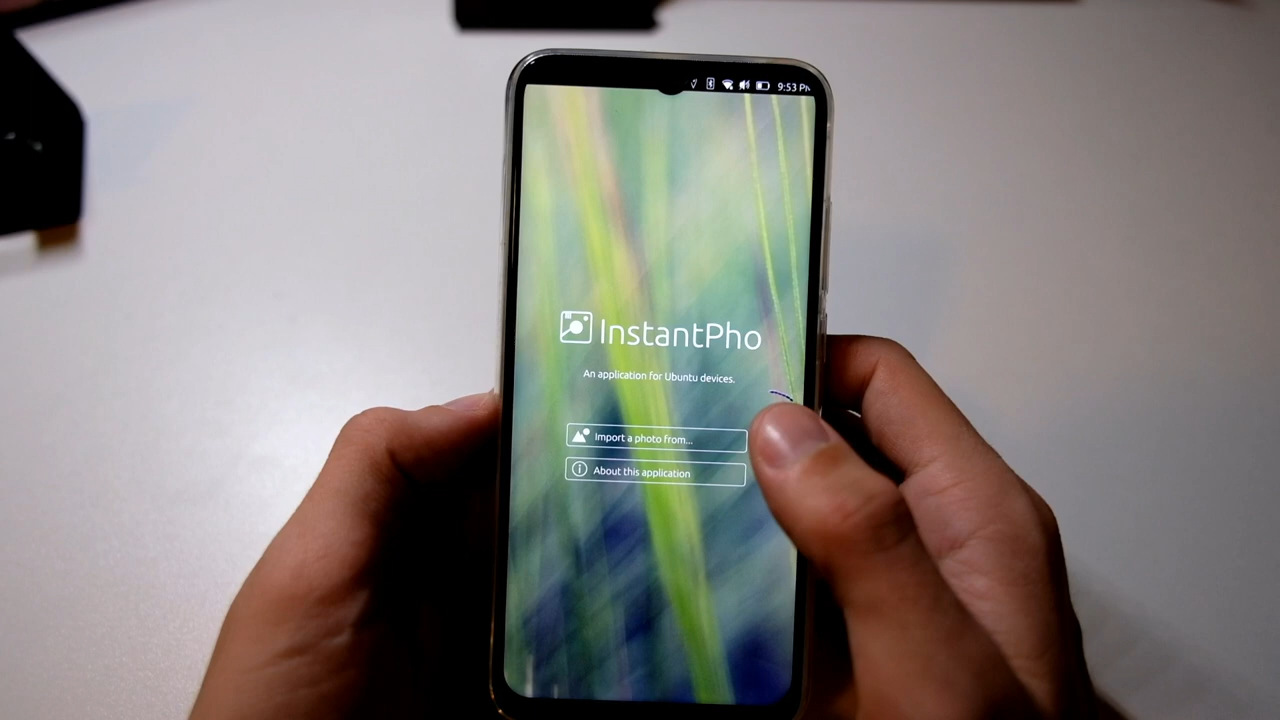 9:53 PM
InstantPho
An application for Ubuntu devices.
Import a photo from...
About this application